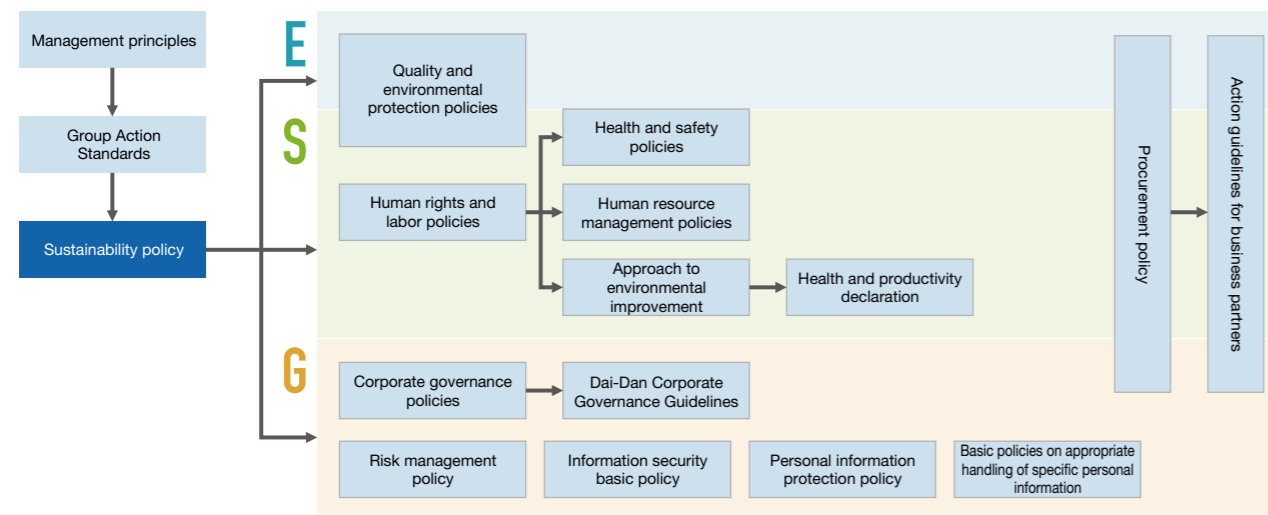 Management principles
Group Action
Standards
Sustainability policy
E
Quality and
environmental
protection policies
S
Health and safety
policies
Human rights and
labor policies
Human resource
management policies
Approach to
environmental
improvement
Health and productivity
declaration
G
Corporate governance
policies
Dai-Dan Corporate
Governance Guidelines
Risk management
policy
Information security
basic policy
Personal information
protection policy
Basic policies on appropriate
handling of specific personal
information
Procurement policy
Action guidelines for business partners